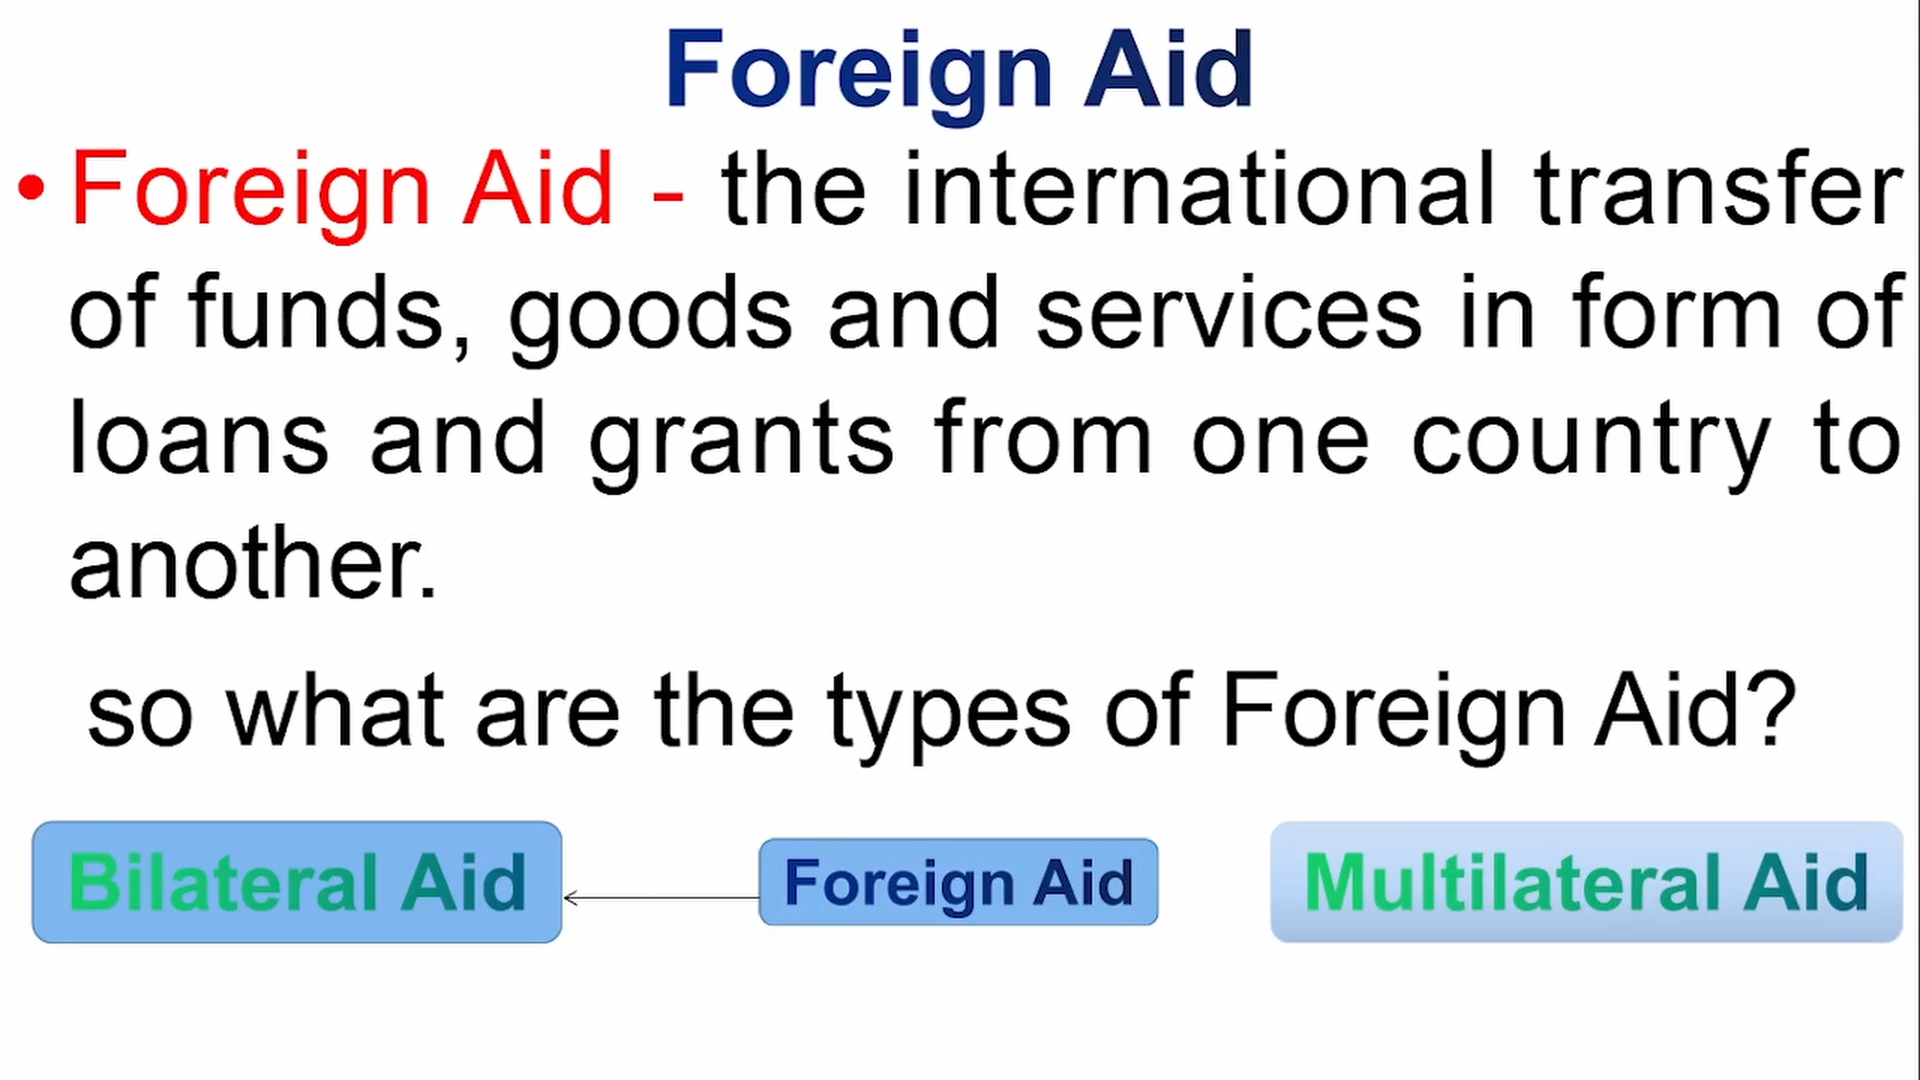 Foreign Aid
• Foreign Aid - the international transfer
of funds, goods and services in form of
loans and grants from one country to
another.
so what are the types of Foreign Aid?
Bilateral Aid
Foreign Aid
Multilateral Aid